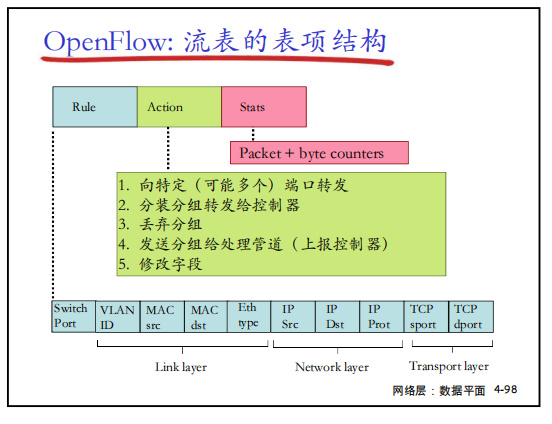 OpenFlow: 流表的表项结构
Rule Action Stats
Packet + byte counters
1. 向特定（可能多个）端口转发
2. 分装分组转发给控制器
3. 丢弃分组
4. 发送分组给处理管道（上报控制器）
5. 修改字段
Switch VLAN MAC MAC Eth IP IP IP TCP TCP
Port ID src dst type Src Dst Prot sport dport
Link layer Network layer Transport layer
网络层：数据平面 4-98